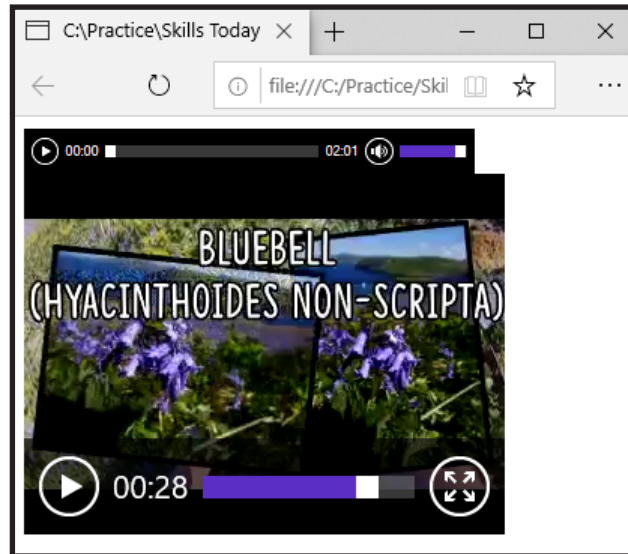 C:\Practice\Skills Today
file:///C:/Practice/Skil
00:00 02:01
BLUEBELL
(HYACINTHOIDES NON-SCRIPTA)
00:28